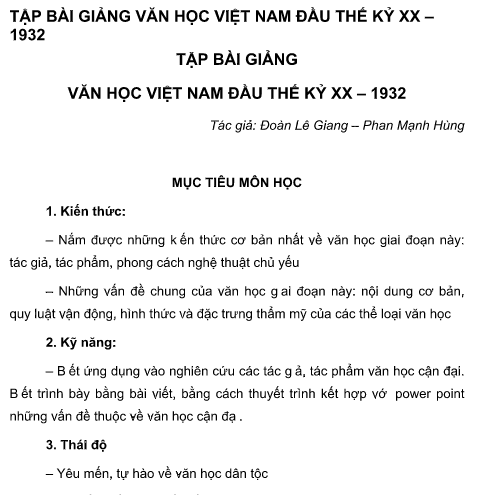 TẬP BÀI GIẢNG VĂN HỌC VIỆT NAM ĐẦU THẾ KỶ XX –
1932
TẬP BÀI GIẢNG
VĂN HỌC VIỆT NAM ĐẦU THẾ KỶ XX – 1932
Tác giả: Đoàn Lê Giang – Phan Mạnh Hùng
MỤC TIÊU MÔN HỌC
1. Kiến thức:
– Nắm được những k ến thức cơ bản nhất về văn học giai đoạn này:
tác giả, tác phẩm, phong cách nghệ thuật chủ yếu
– Những vấn đề chung của văn học g ai đoạn này: nội dung cơ bản,
quy luật vận động, hình thức và đặc trưng thẩm mỹ của các thể loại văn học
2. Kỹ năng:
– B ết ứng dụng vào nghiên cứu các tác g ả, tác phẩm văn học cận đại.
B ết trình bày bằng bài viết, bằng cách thuyết trình kết hợp vớ power point
những vấn đề thuộc về văn học cận đạ .
3. Thái độ
– Yêu mến, tự hào về văn học dân tộc